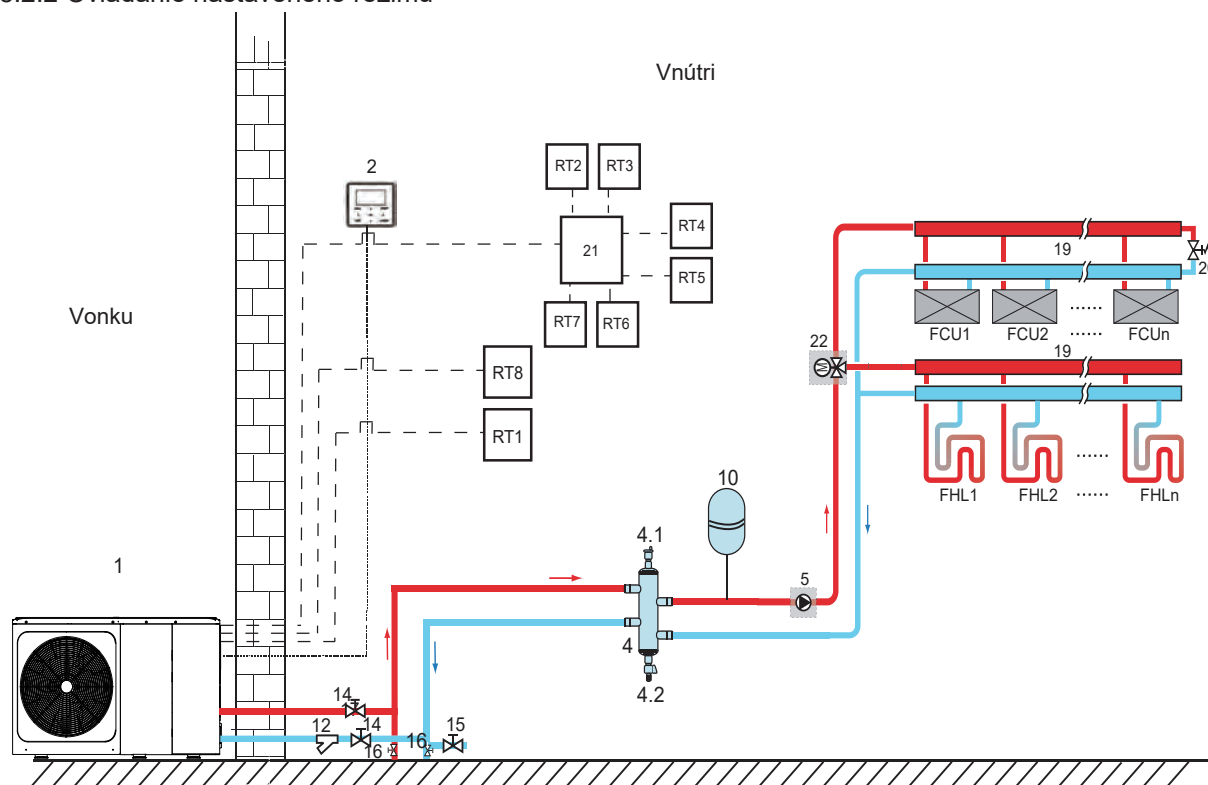 Vnútri
2
RT2
RT3
RT4
21
RT5
RT7
RT6
19
Vonku
FCU1
FCU2
......
FCUn
22
19
RT8
RT1
......
FHL1
FHL2
......
FHLn
10
4.1
1
5
4
4.2
14
12
14
15
16
16